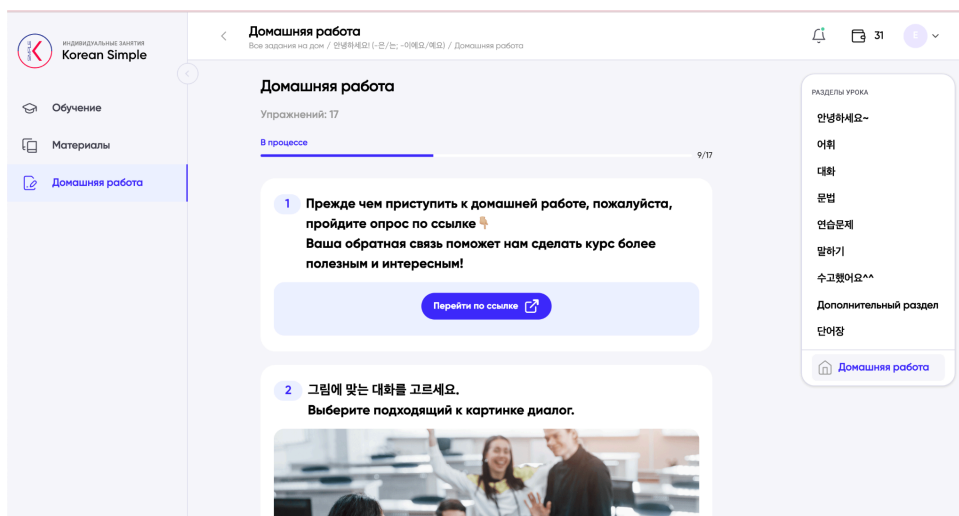 ИНДИВИДУАЛЬНЫЕ ЗАНЯТИЯ
Korean Simple
Обучение
Материалы
Домашняя работа
Домашняя работа
Все задания на дом / 안녕하세요! (-은/는; -이에요/예요) / Домашняя работа
31
E
Домашняя работа
Упражнений: 17
В процессе
9/17
1 Прежде чем приступить к домашней работе, пожалуйста,
пройдите опрос по ссылке👇🏼
Ваша обратная связь поможет нам сделать курс более
полезным и интересным!
Перейти по ссылке
2 그림에 맞는 대화를 고르세요.
Выберите подходящий к картинке диалог.
РАЗДЕЛЫ УРОКА
안녕하세요~
어휘
대화
문법
연습문제
말하기
수고했어요^^
Дополнительный раздел
단어장
Домашняя работа